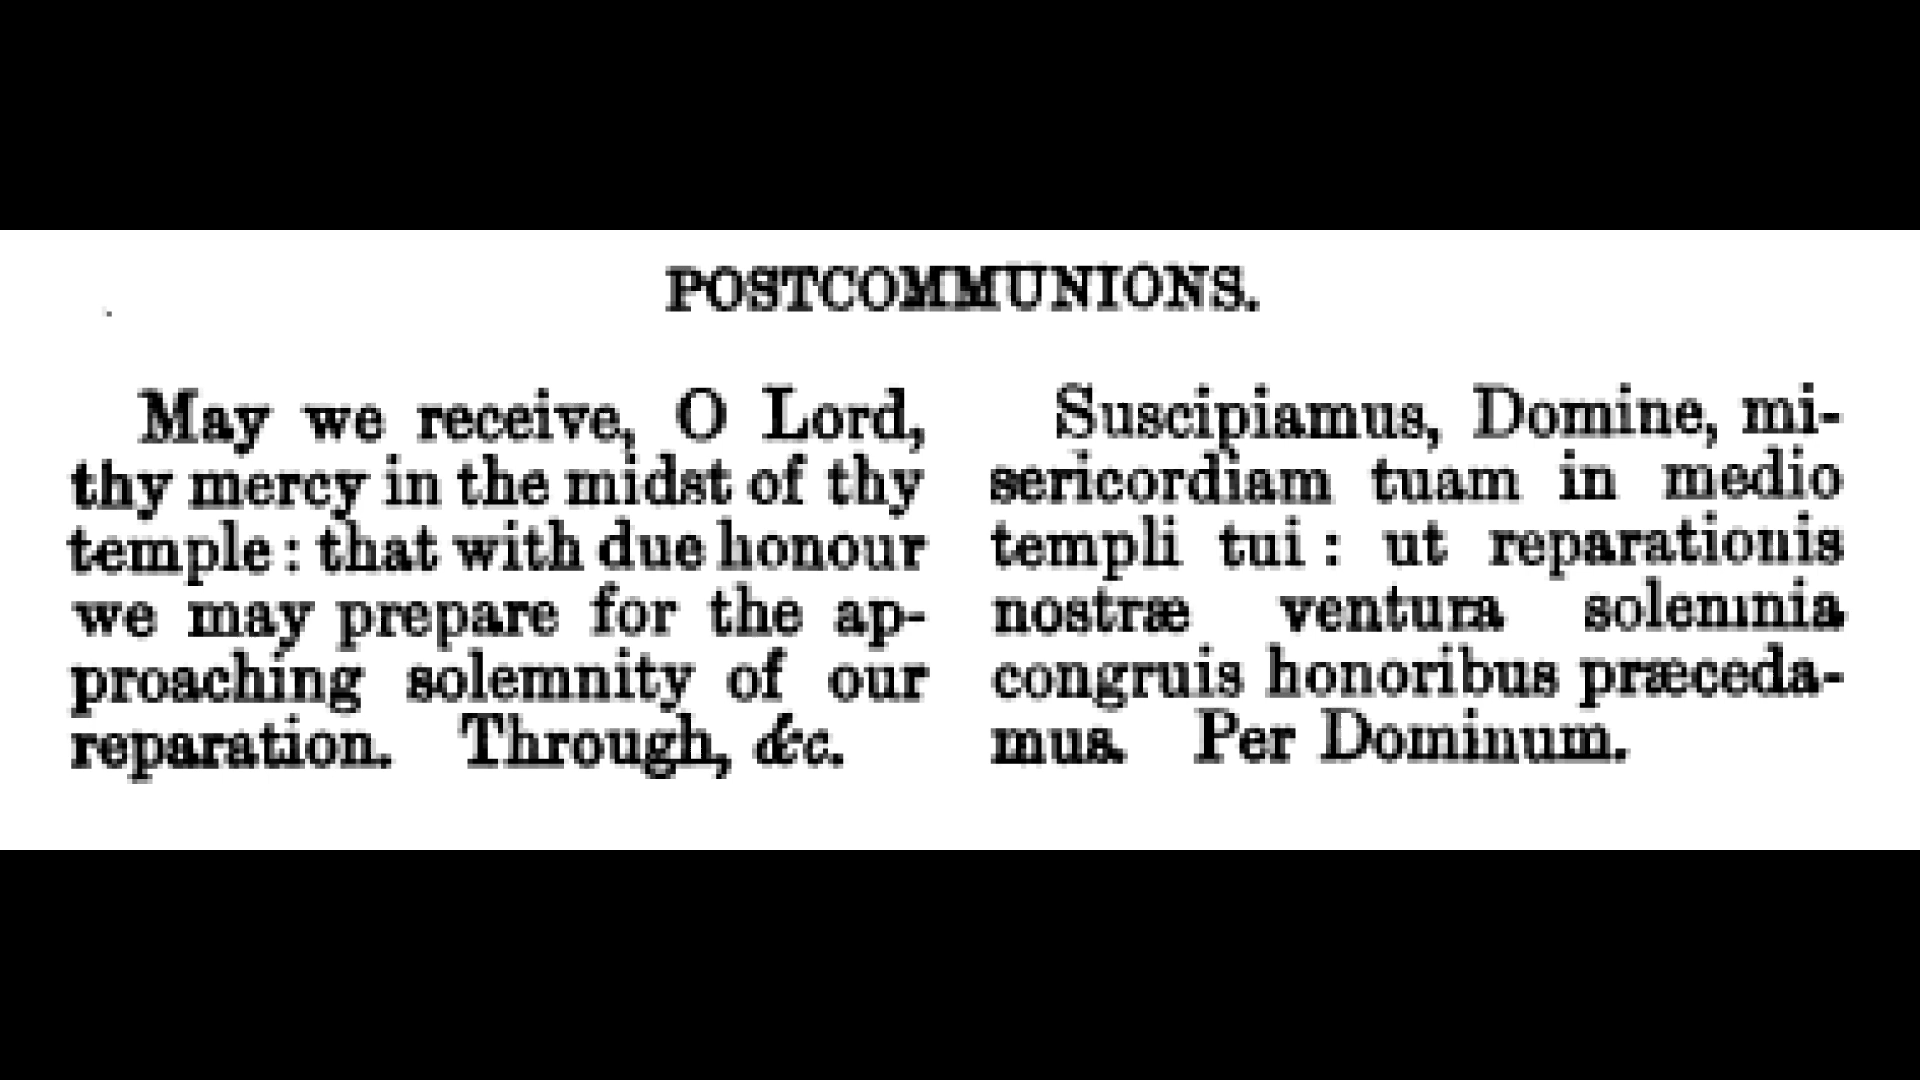 POSTCOMMUNIONS.
May we receive, O Lord,
thy mercy in the midst of thy
temple : that with due honour
we may prepare for the ap-
proaching solemnity of our
reparation. Through, &c.
Suscipiamus, Domine, mi-
sericordiam tuam in medio
templi tui : ut reparationis
nostræ ventura solemnia
congruis honoribus præceda-
mus. Per Dominum.